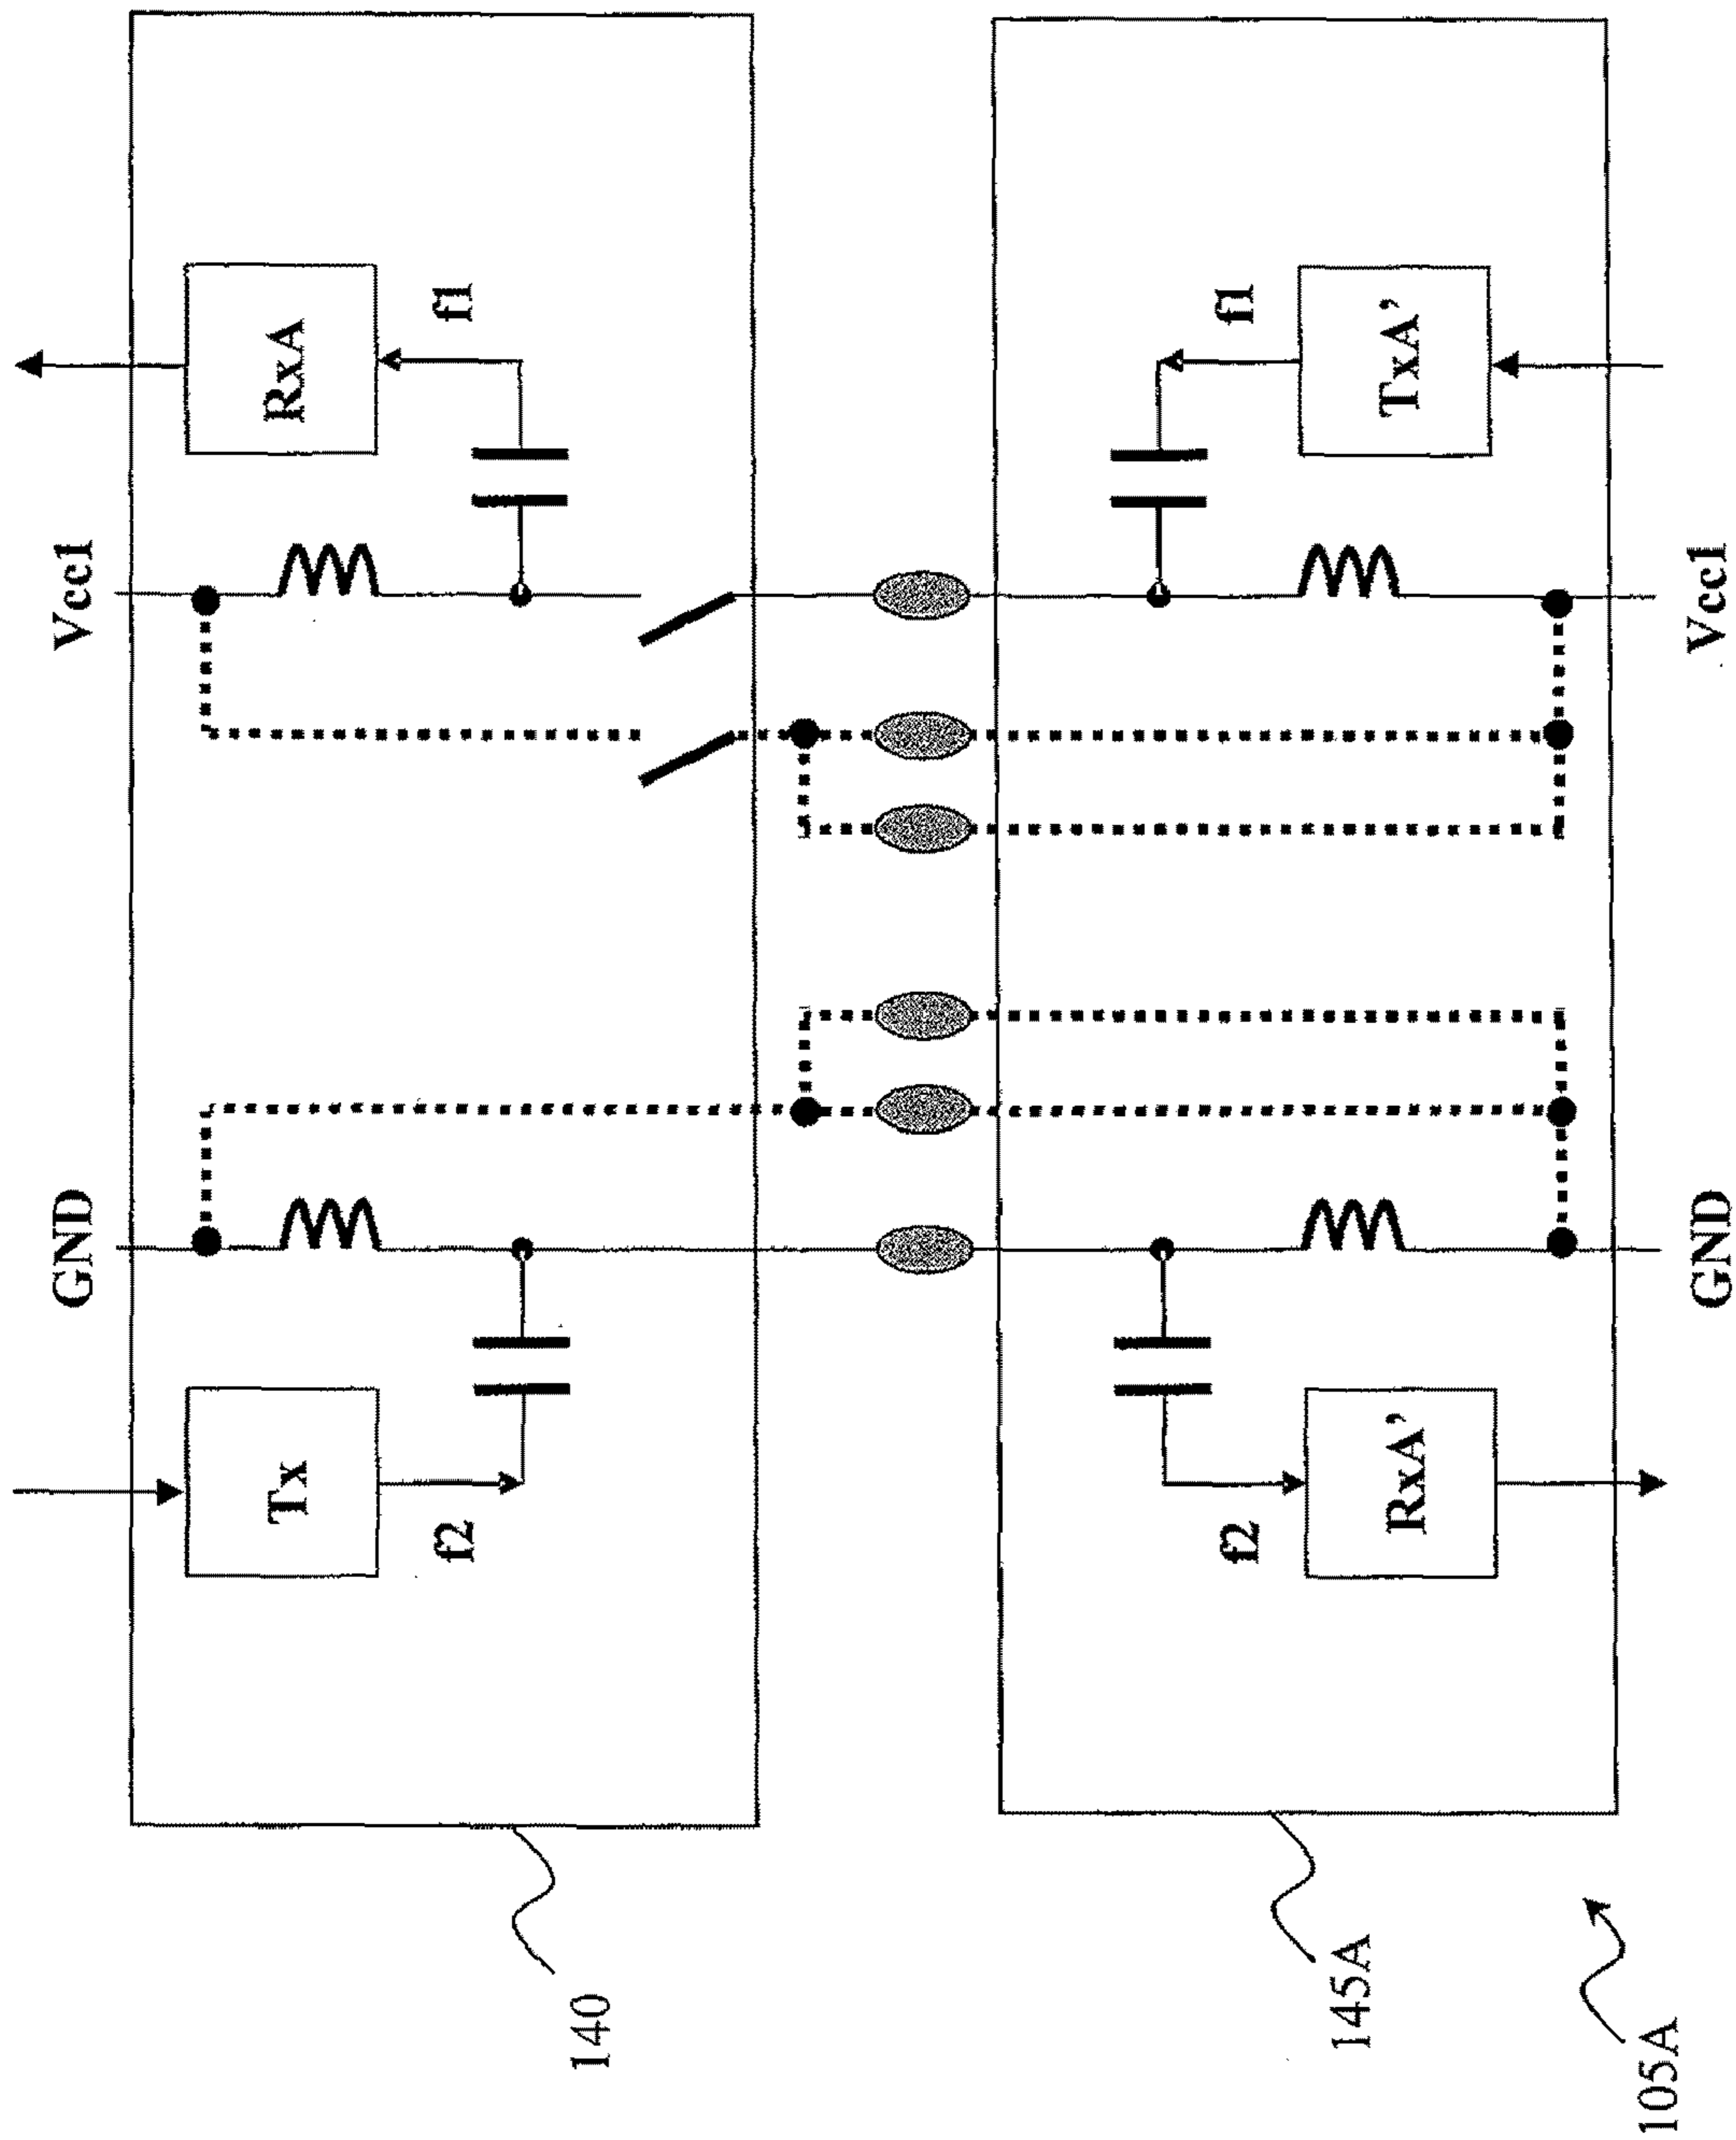 GND
Vcc1
Tx
RxA
f2
f1
140
f2
f1
RxA’
TxA’
145A
GND
Vcc1
105A